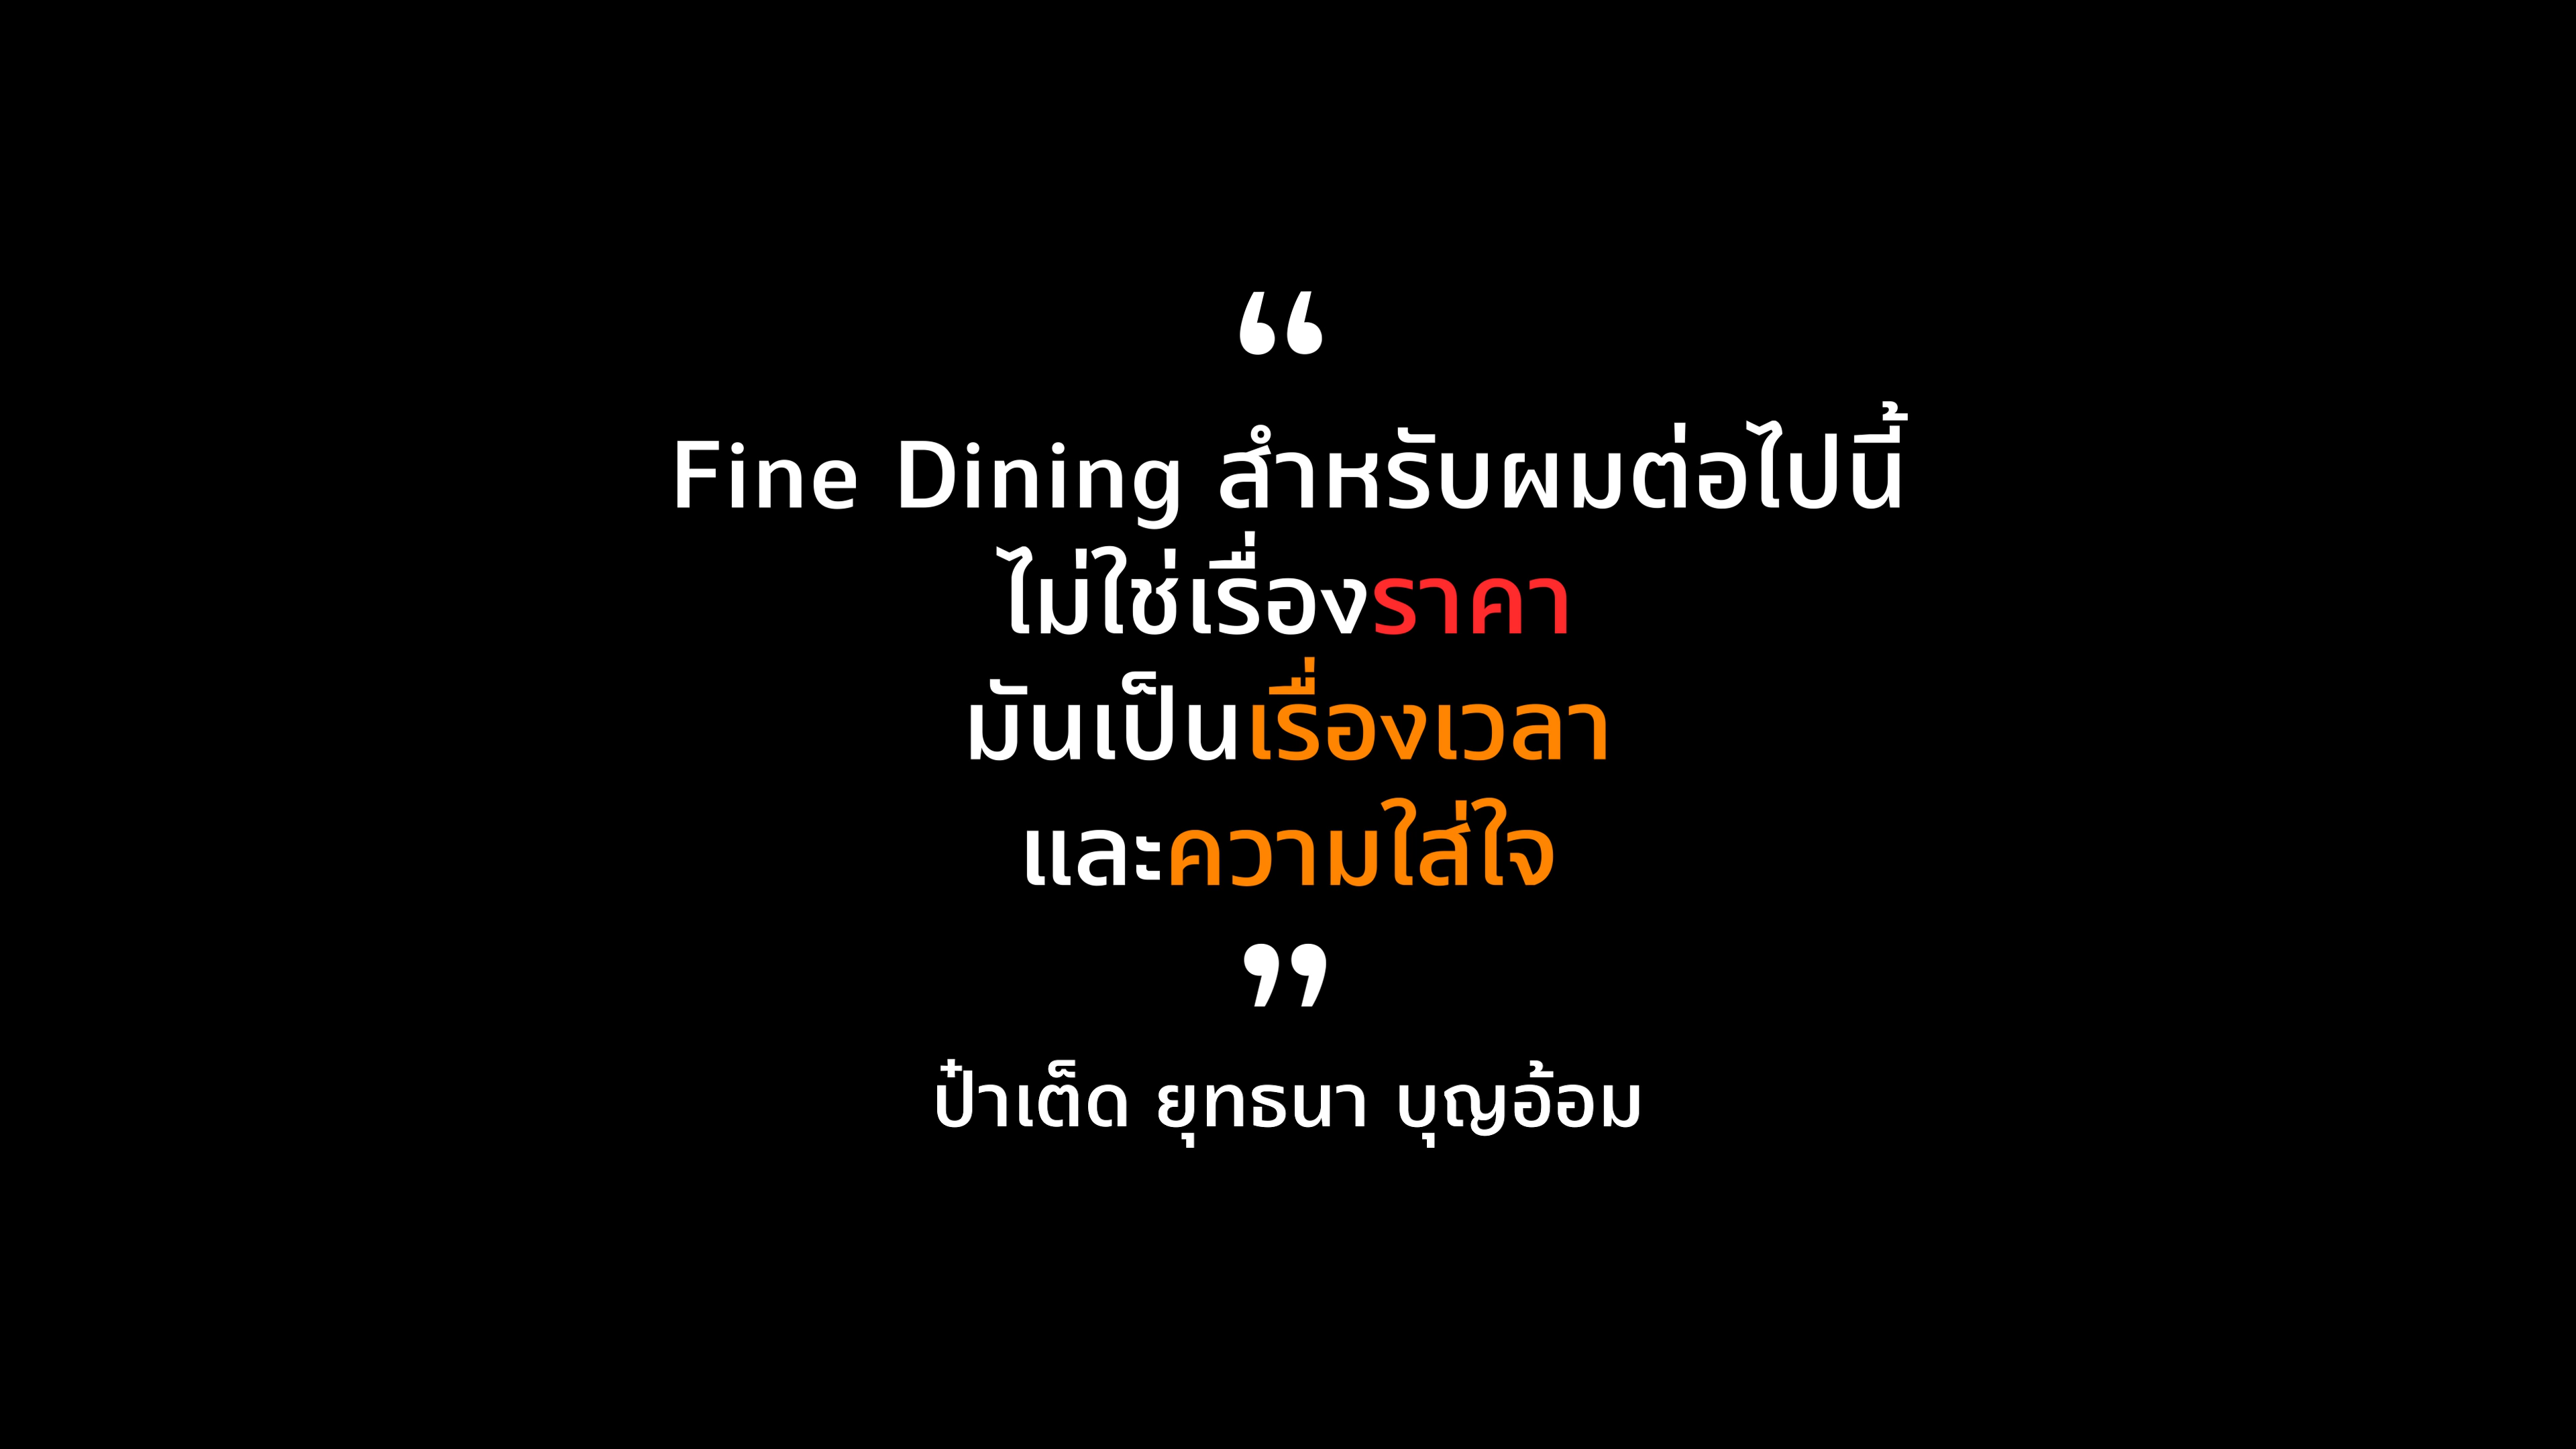 “
Fine Dining สำหรับผมต่อไปนี้
ไม่ใช่เรื่องราคา
มันเป็นเรื่องเวลา
และความใส่ใจ
”
ป๋าเต็ด ยุทธนา บุญอ้อม